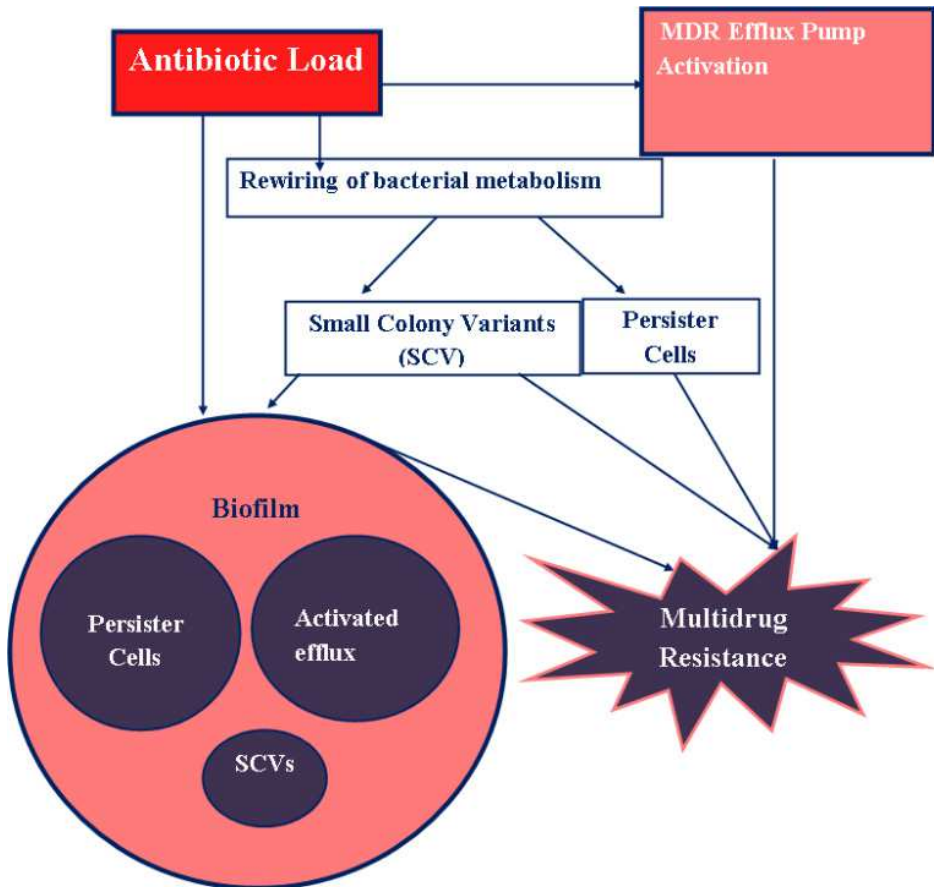 Antibiotic Load
MDR Efflux Pump
Activation
Rewiring of bacterial metabolism
Small Colony Variants
(SCV)
Persister
Cells
Biofilm
Persister
Cells
Activated
efflux
SCVs
Multidrug
Resistance